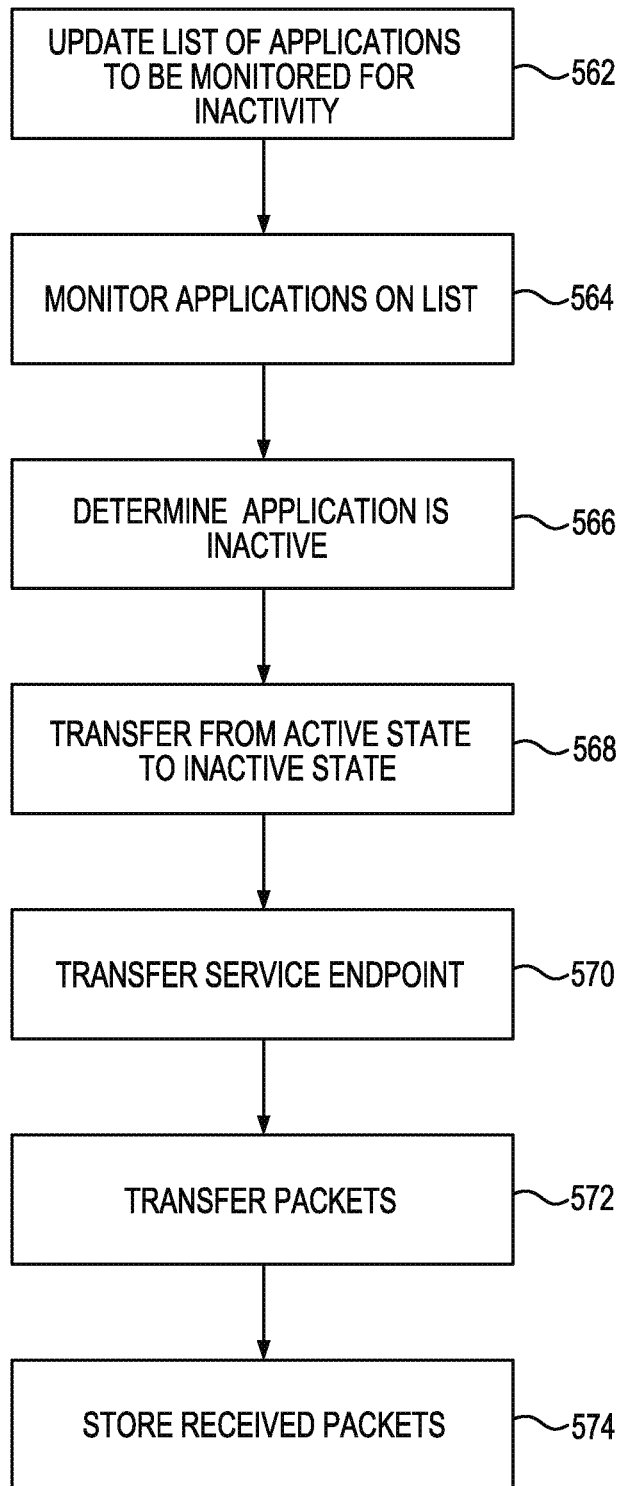 UPDATE LIST OF APPLICATIONS
TO BE MONITORED FOR
INACTIVITY
562
MONITOR APPLICATIONS ON LIST
564
DETERMINE APPLICATION IS
INACTIVE
566
TRANSFER FROM ACTIVE STATE
TO INACTIVE STATE
568
TRANSFER SERVICE ENDPOINT
570
TRANSFER PACKETS
572
STORE RECEIVED PACKETS
574